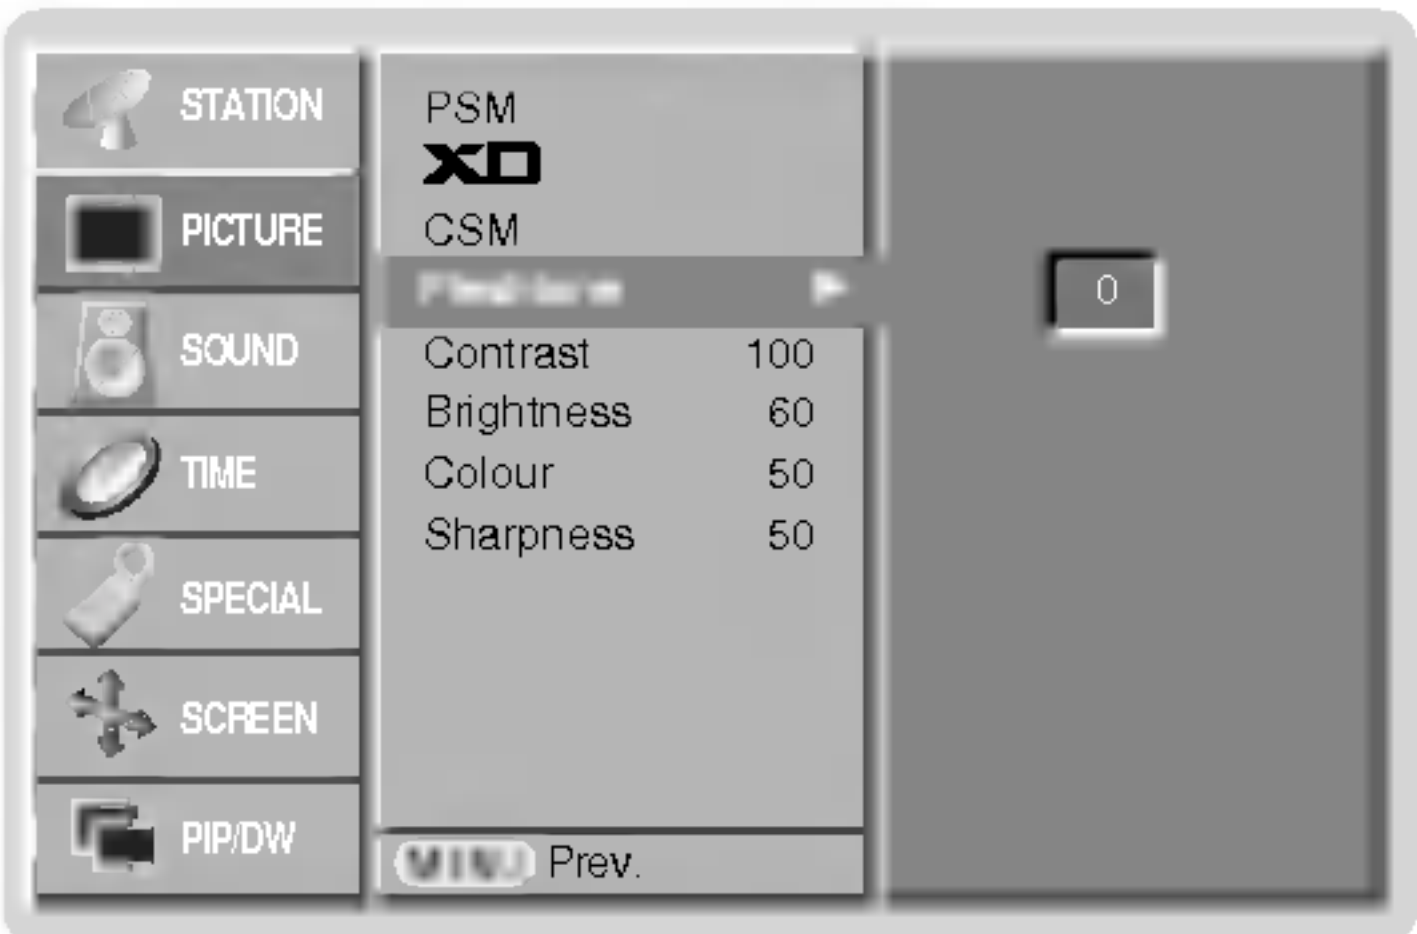 STATION
PICTURE
SOUND
TIME
SPECIAL
SCREEN
PIP/DW
PSM
XD
CSM
Contrast 100
Brightness 60
Colour 50
Sharpness 50
Prev.
0